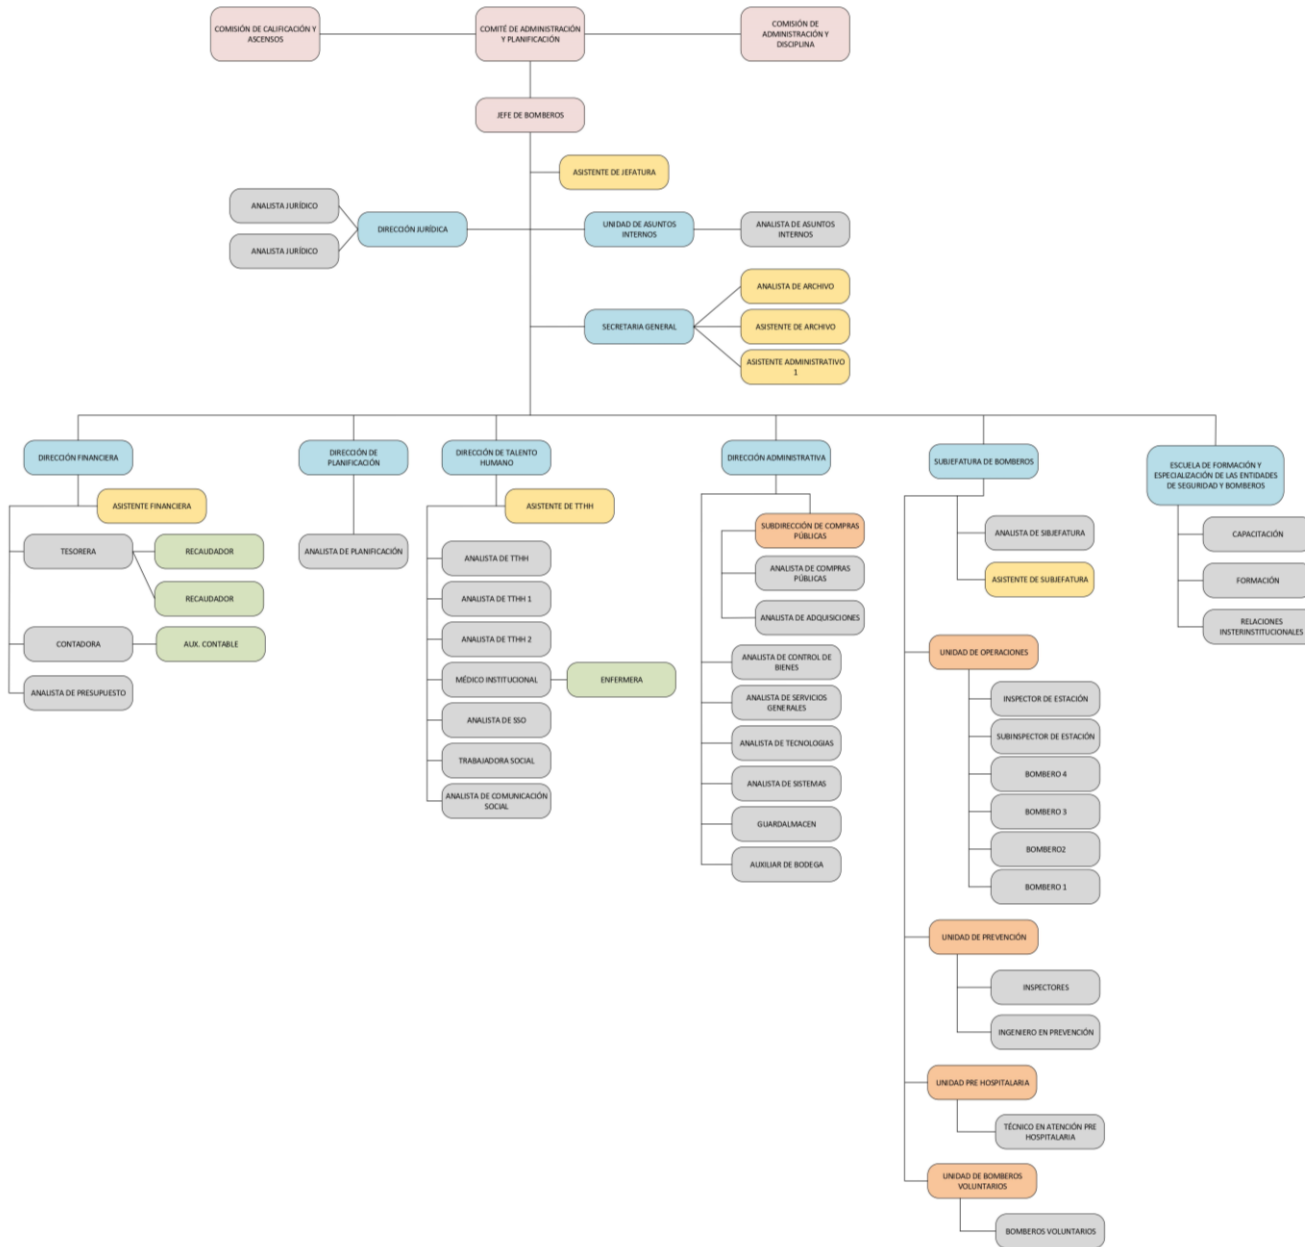 COMISIÓN DE CALIFICACIÓN Y
ASCENSOS
COMITÉ DE ADMINISTRACIÓN
Y PLANIFICACIÓN
COMISIÓN DE
ADMINISTRACIÓN Y
DISCIPLINA
JEFE DE BOMBEROS
ASISTENTE DE JEFATURA
ANALISTA JURÍDICO
ANALISTA JURÍDICO
DIRECCIÓN JURÍDICA
UNIDAD DE ASUNTOS
INTERNOS
ANALISTA DE ASUNTOS
INTERNOS
SECRETARIA GENERAL
ANALISTA DE ARCHIVO
ASISTENTE DE ARCHIVO
ASISTENTE ADMINISTRATIVO
1
DIRECCIÓN FINANCIERA
ASISTENTE FINANCIERA
TESORERA
RECAUDADOR
RECAUDADOR
CONTADORA
AUX. CONTABLE
ANALISTA DE PRESUPUESTO
DIRECCIÓN DE
PLANIFICACIÓN
ANALISTA DE PLANIFICACIÓN
DIRECCIÓN DE TALENTO
HUMANO
ASISTENTE DE TTHH
ANALISTA DE TTHH
ANALISTA DE TTHH 1
ANALISTA DE TTHH 2
MÉDICO INSTITUCIONAL
ENFERMERA
ANALISTA DE SSO
TRABAJADORA SOCIAL
ANALISTA DE COMUNICACIÓN
SOCIAL
DIRECCIÓN ADMINISTRATIVA
SUBDIRECCIÓN DE COMPRAS
PÚBLICAS
ANALISTA DE COMPRAS
PÚBLICAS
ANALISTA DE ADQUISICIONES
ANALISTA DE CONTROL DE
BIENES
ANALISTA DE SERVICIOS
GENERALES
ANALISTA DE TECNOLOGIAS
ANALISTA DE SISTEMAS
GUARDALMACEN
AUXILIAR DE BODEGA
SUBJEFATURA DE BOMBEROS
ANALISTA DE SIBJEFATURA
ASISTENTE DE SUBJEFATURA
UNIDAD DE OPERACIONES
INSPECTOR DE ESTACIÓN
SUBINSPECTOR DE ESTACIÓN
BOMBERO 4
BOMBERO 3
BOMBERO2
BOMBERO 1
UNIDAD DE PREVENCIÓN
INSPECTORES
INGENIERO EN PREVENCIÓN
UNIDAD PRE HOSPITALARIA
TÉCNICO EN ATENCIÓN PRE
HOSPITALARIA
UNIDAD DE BOMBEROS
VOLUNTARIOS
BOMBEROS VOLUNTARIOS
ESCUELA DE FORMACIÓN Y
ESPECIALIZACIÓN DE LAS ENTIDADES
DE SEGURIDAD Y BOMBEROS
CAPACITACIÓN
FORMACIÓN
RELACIONES
INSTERINSTITUCIONALES